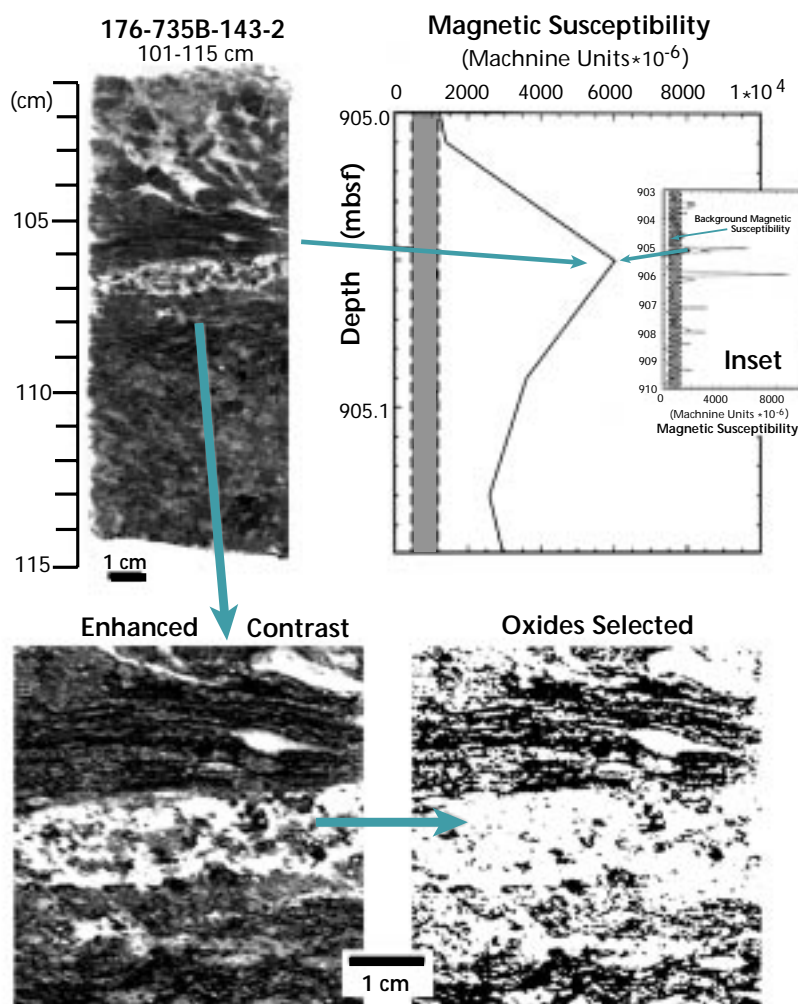 176-735B-143-2
101-115 cm
(cm)
105
110
115
1 cm
Magnetic Susceptibility
(Machnine Units*10-6)
0 2000 4000 6000 8000 1*10 4
905.0
905.1
Depth (mbsf)
903
904
905
906
907
908
909
910
Background Magnetic
Susceptibility
Inset
0 4000 8000
(Machnine Units *10-6)
Magnetic Susceptibility
Enhanced Contrast
Oxides Selected
1 cm